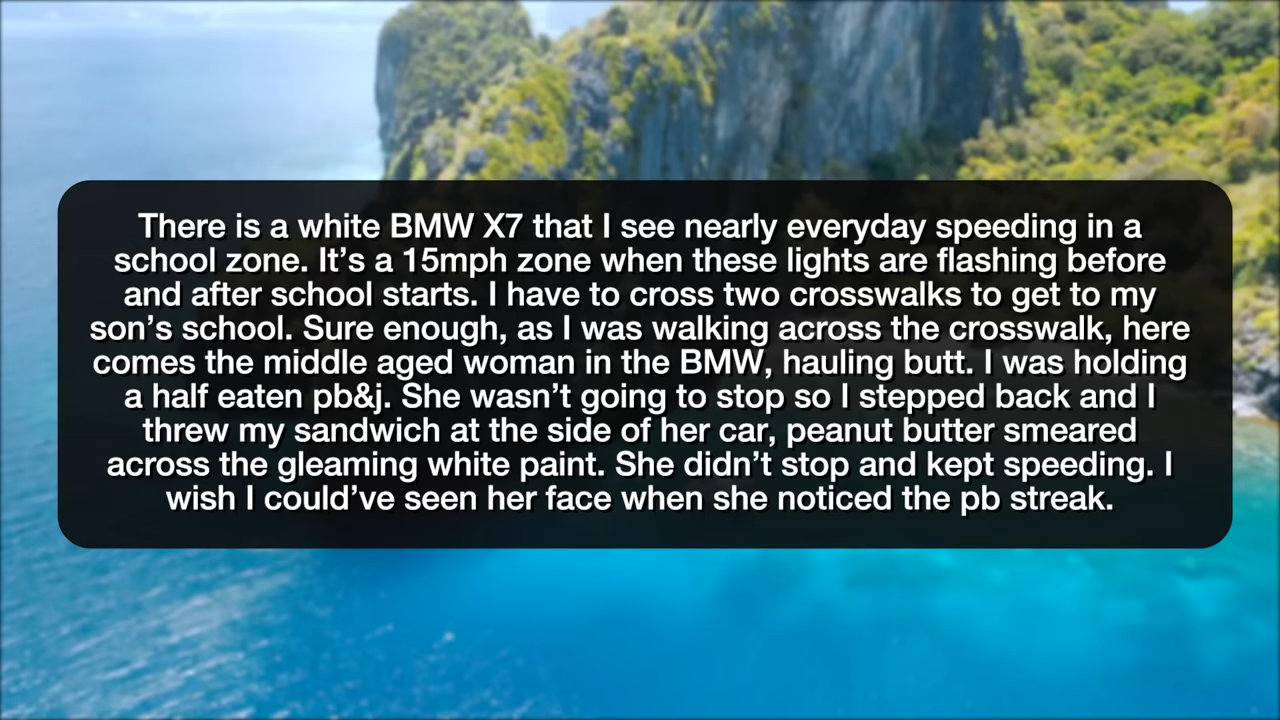 There is a white BMW X7 that I see nearly everyday speeding in a
school zone. It’s a 15mph zone when these lights are flashing before
and after school starts. I have to cross two crosswalks to get to my
son’s school. Sure enough, as I was walking across the crosswalk, here
comes the middle aged woman in the BMW, hauling butt. I was holding
a half eaten pb&j. She wasn’t going to stop so I stepped back and I
threw my sandwich at the side of her car, peanut butter smeared
across the gleaming white paint. She didn’t stop and kept speeding. I
wish I could’ve seen her face when she noticed the pb streak.